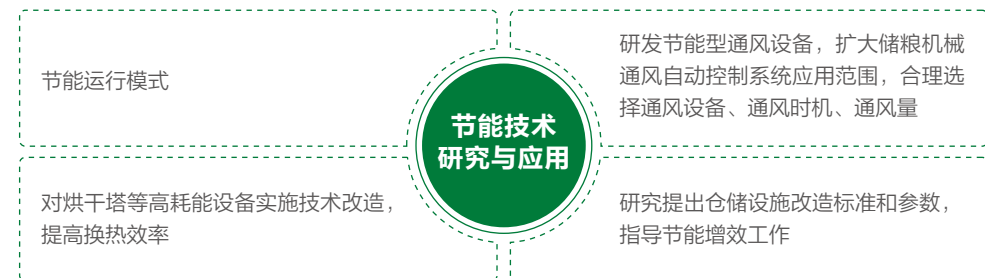 节能运行模式
研发节能型通风设备，扩大储粮机械
通风自动控制系统应用范围，合理选
择通风设备、通风时机、通风量
节能技术
研究与应用
对烘干塔等高耗能设备实施技术改造，
提高换热效率
研究提出仓储设施改造标准和参数，
指导节能增效工作